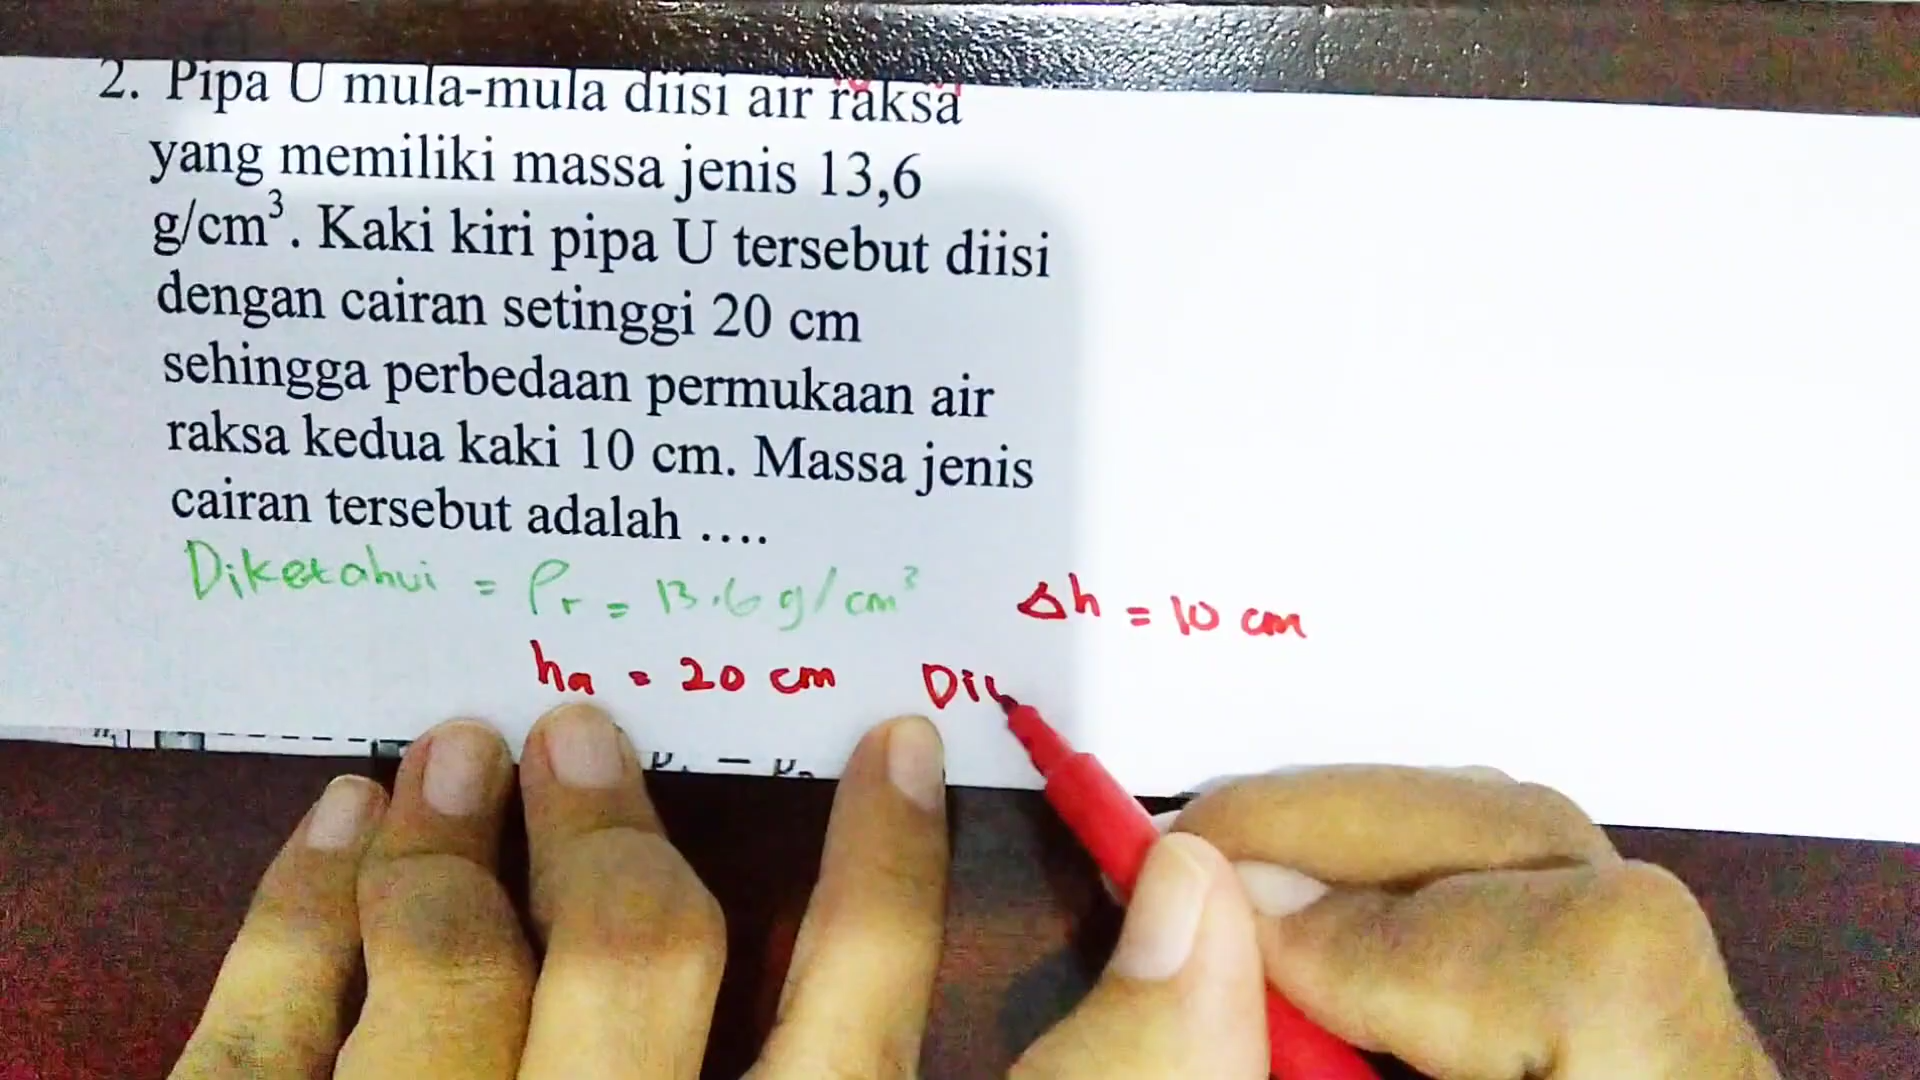 2. Pipa U mula-mula diisi air raksa
yang memiliki massa jenis 13,6
g/cm³. Kaki kiri pipa U tersebut diisi
dengan cairan setinggi 20 cm
sehingga perbedaan permukaan air
raksa kedua kaki 10 cm. Massa jenis
cairan tersebut adalah ....
Diketahui = ρr = 13.6 g/cm³ Δh = 10 cm
ha = 20 cm Di